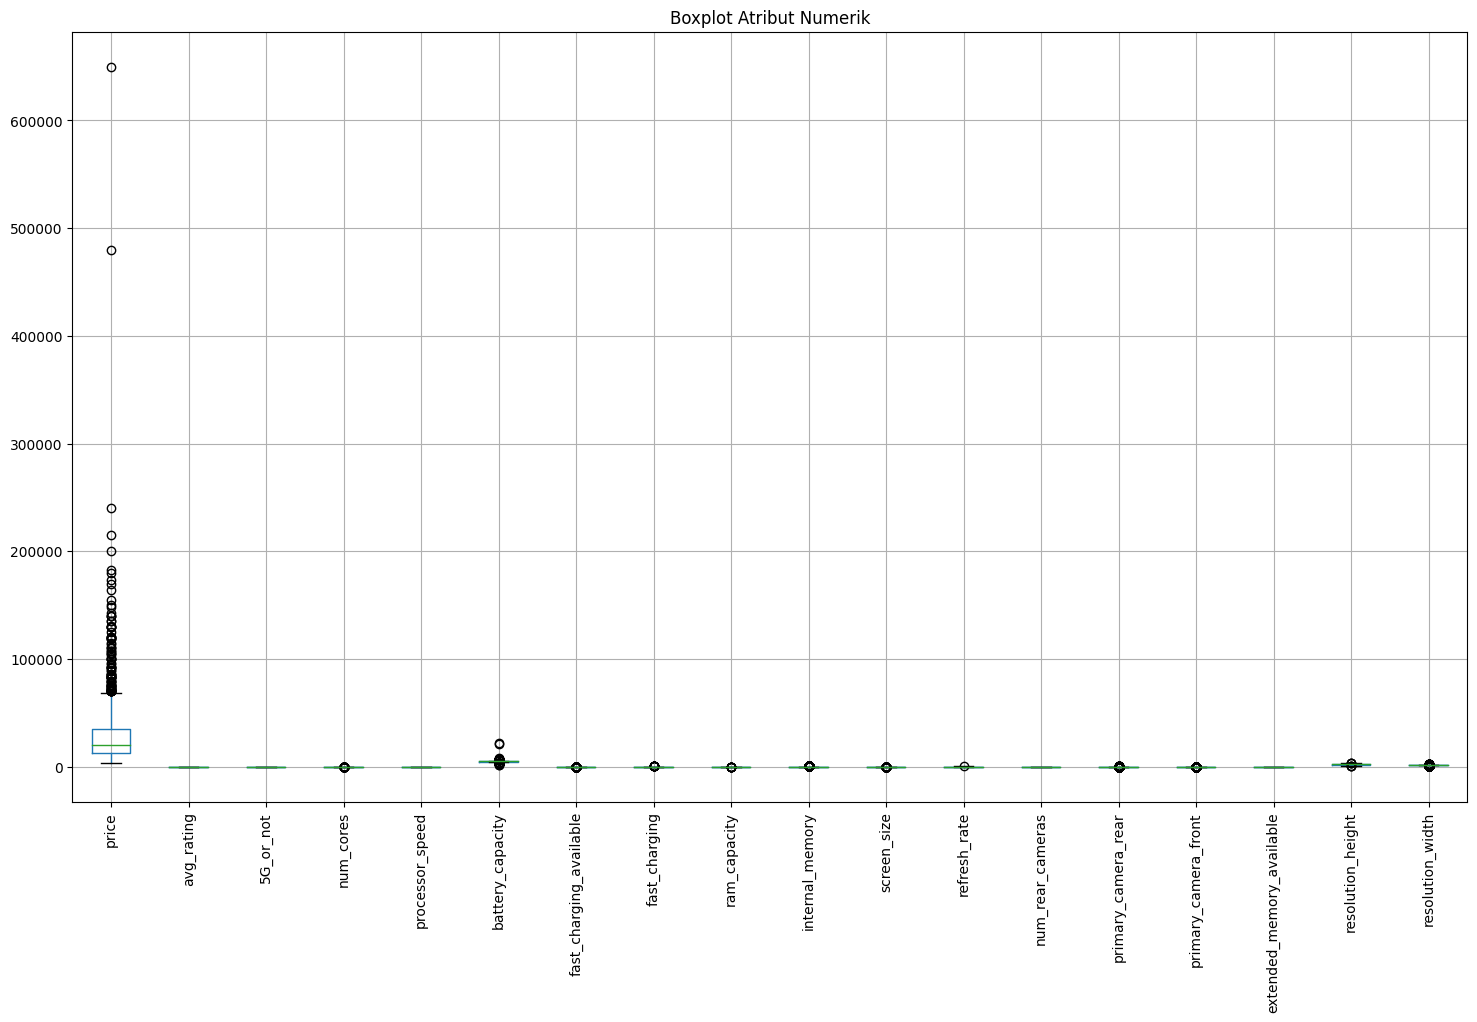 Boxplot Atribut Numerik
600000
500000
400000
300000
200000
100000
0
price
avg_rating
5G_or_not
num_cores
processor_speed
battery_capacity
fast_charging_available
fast_charging
ram_capacity
internal_memory
screen_size
refresh_rate
num_rear_cameras
primary_camera_rear
primary_camera_front
extended_memory_available
resolution_height
resolution_width